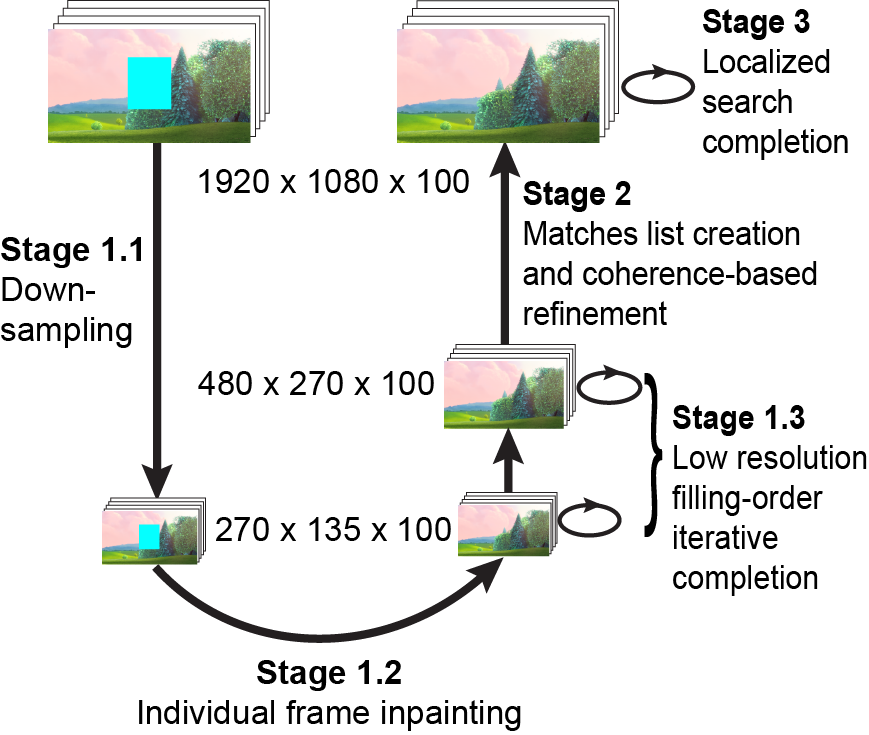 Stage 3
Localized
search
completion
1920 x 1080 x 100
Stage 2
Matches list creation
and coherence-based
refinement
Stage 1.1
Down-
sampling
480 x 270 x 100
Stage 1.3
Low resolution
filling-order
iterative
completion
270 x 135 x 100
Stage 1.2
Individual frame inpainting